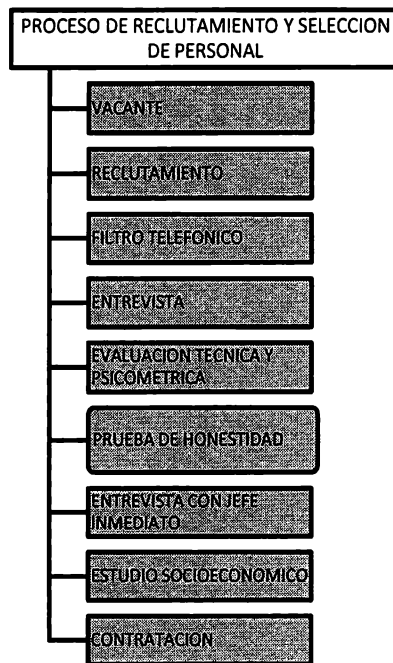 PROCESO DE RECLUTAMIENTO Y SELECCION
DE PERSONAL
VACANTE
RECLUTAMIENTO
FILTRO TELEFONICO
ENTREVISTA
EVALUACION TECNICA Y
PSICOMETRICA
PRUEBA DE HONESTIDAD
ENTREVISTA CON JEFE
INMEDIATO
ESTUDIO SOCIOECONOMICO
CONTRATACION